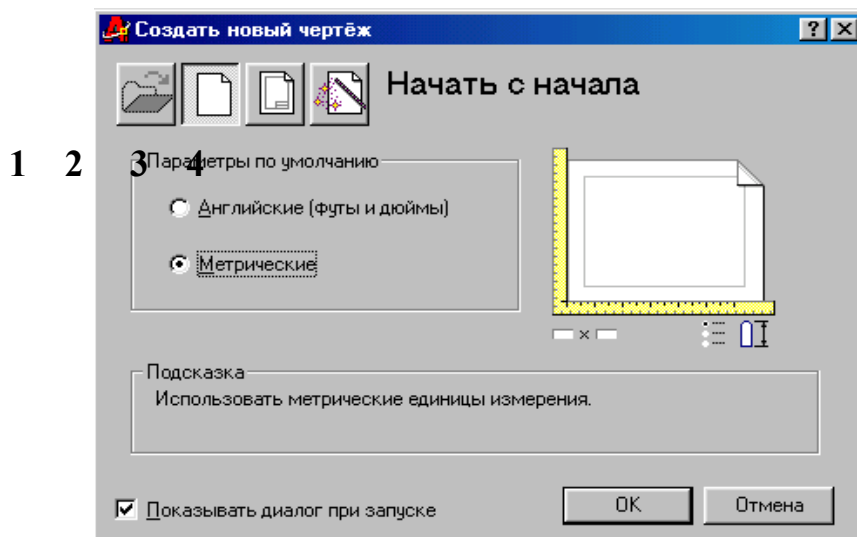 Создать новый чертёж
Начать с начала
1 2 3 4
Параметры по умолчанию
Английские (футы и дюймы)
Метрические
Подсказка
Использовать метрические единицы измерения.
Показывать диалог при запуске
OK
Отмена